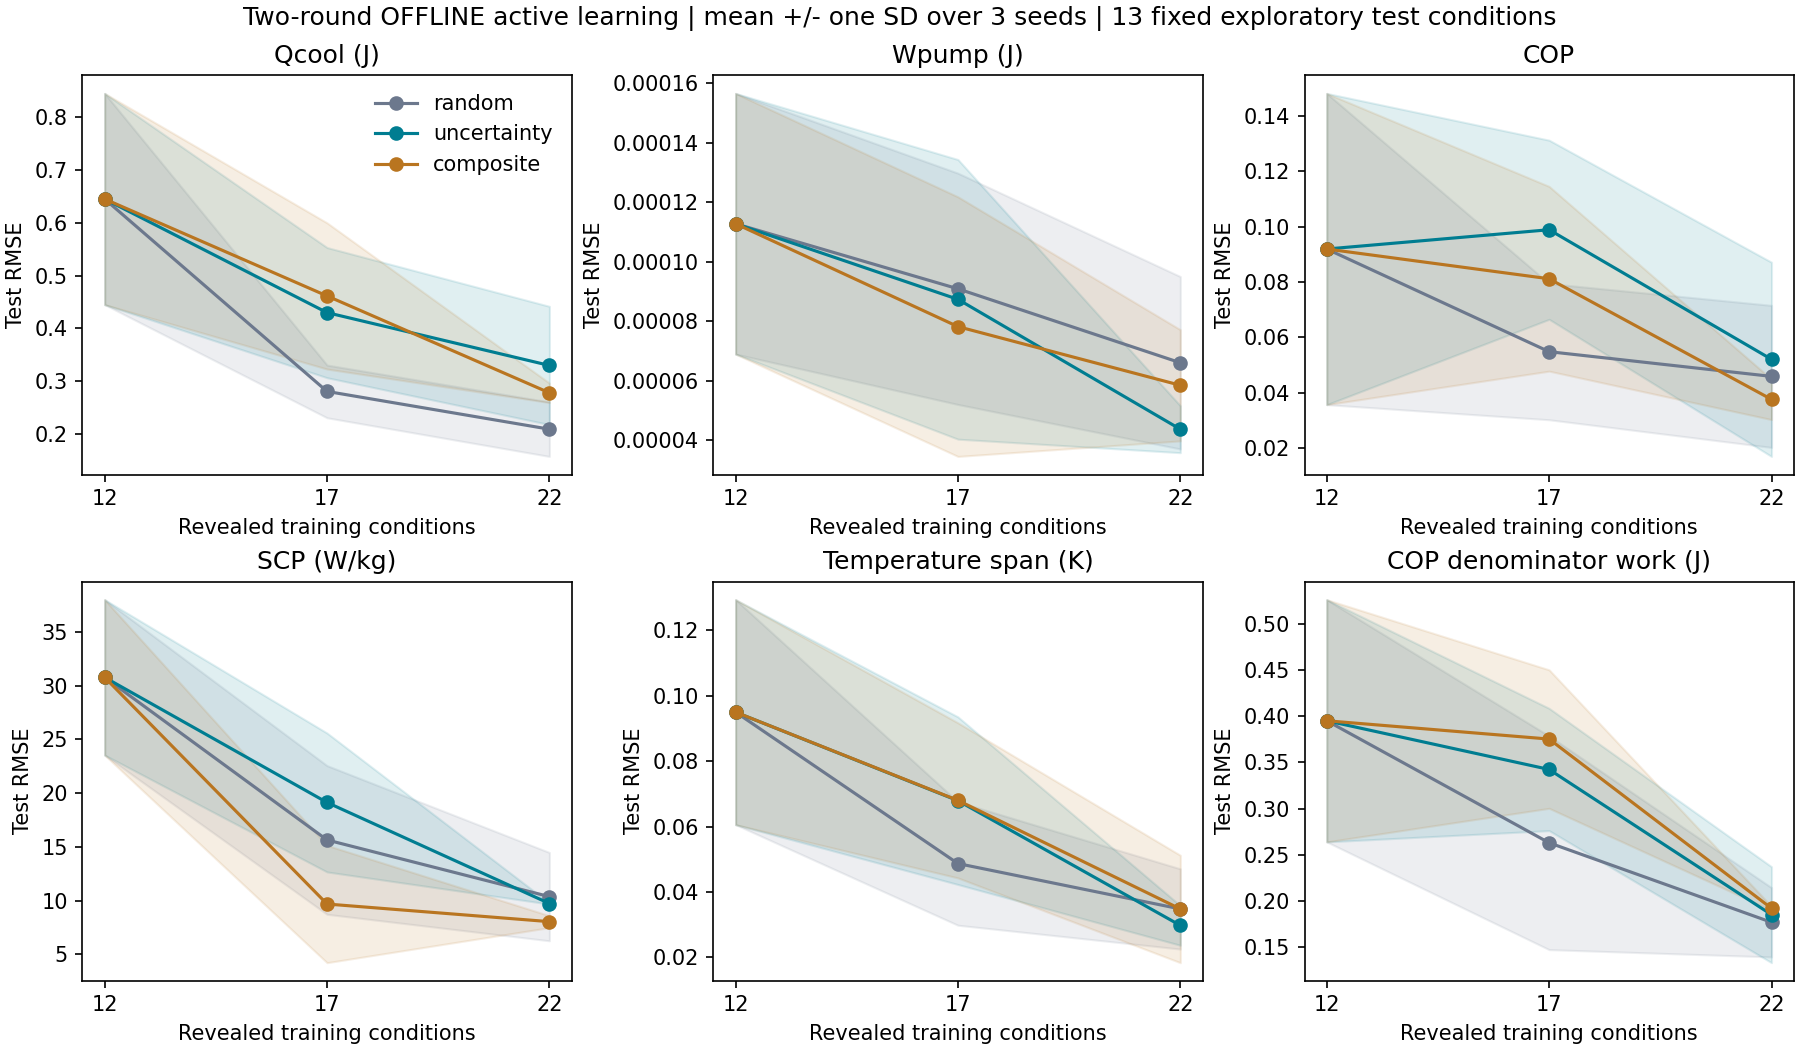 Two-round OFFLINE active learning | mean +/- one SD over 3 seeds | 13 fixed exploratory test conditions
Qcool (J)
Test RMSE
0.8
0.7
0.6
0.5
0.4
0.3
0.2
random
uncertainty
composite
12
17
22
Revealed training conditions
Wpump (J)
Test RMSE
0.00016
0.00014
0.00012
0.00010
0.00008
0.00006
0.00004
12
17
22
Revealed training conditions
COP
Test RMSE
0.14
0.12
0.10
0.08
0.06
0.04
0.02
12
17
22
Revealed training conditions
SCP (W/kg)
Test RMSE
35
30
25
20
15
10
5
12
17
22
Revealed training conditions
Temperature span (K)
Test RMSE
0.12
0.10
0.08
0.06
0.04
0.02
12
17
22
Revealed training conditions
COP denominator work (J)
Test RMSE
0.50
0.45
0.40
0.35
0.30
0.25
0.20
0.15
12
17
22
Revealed training conditions